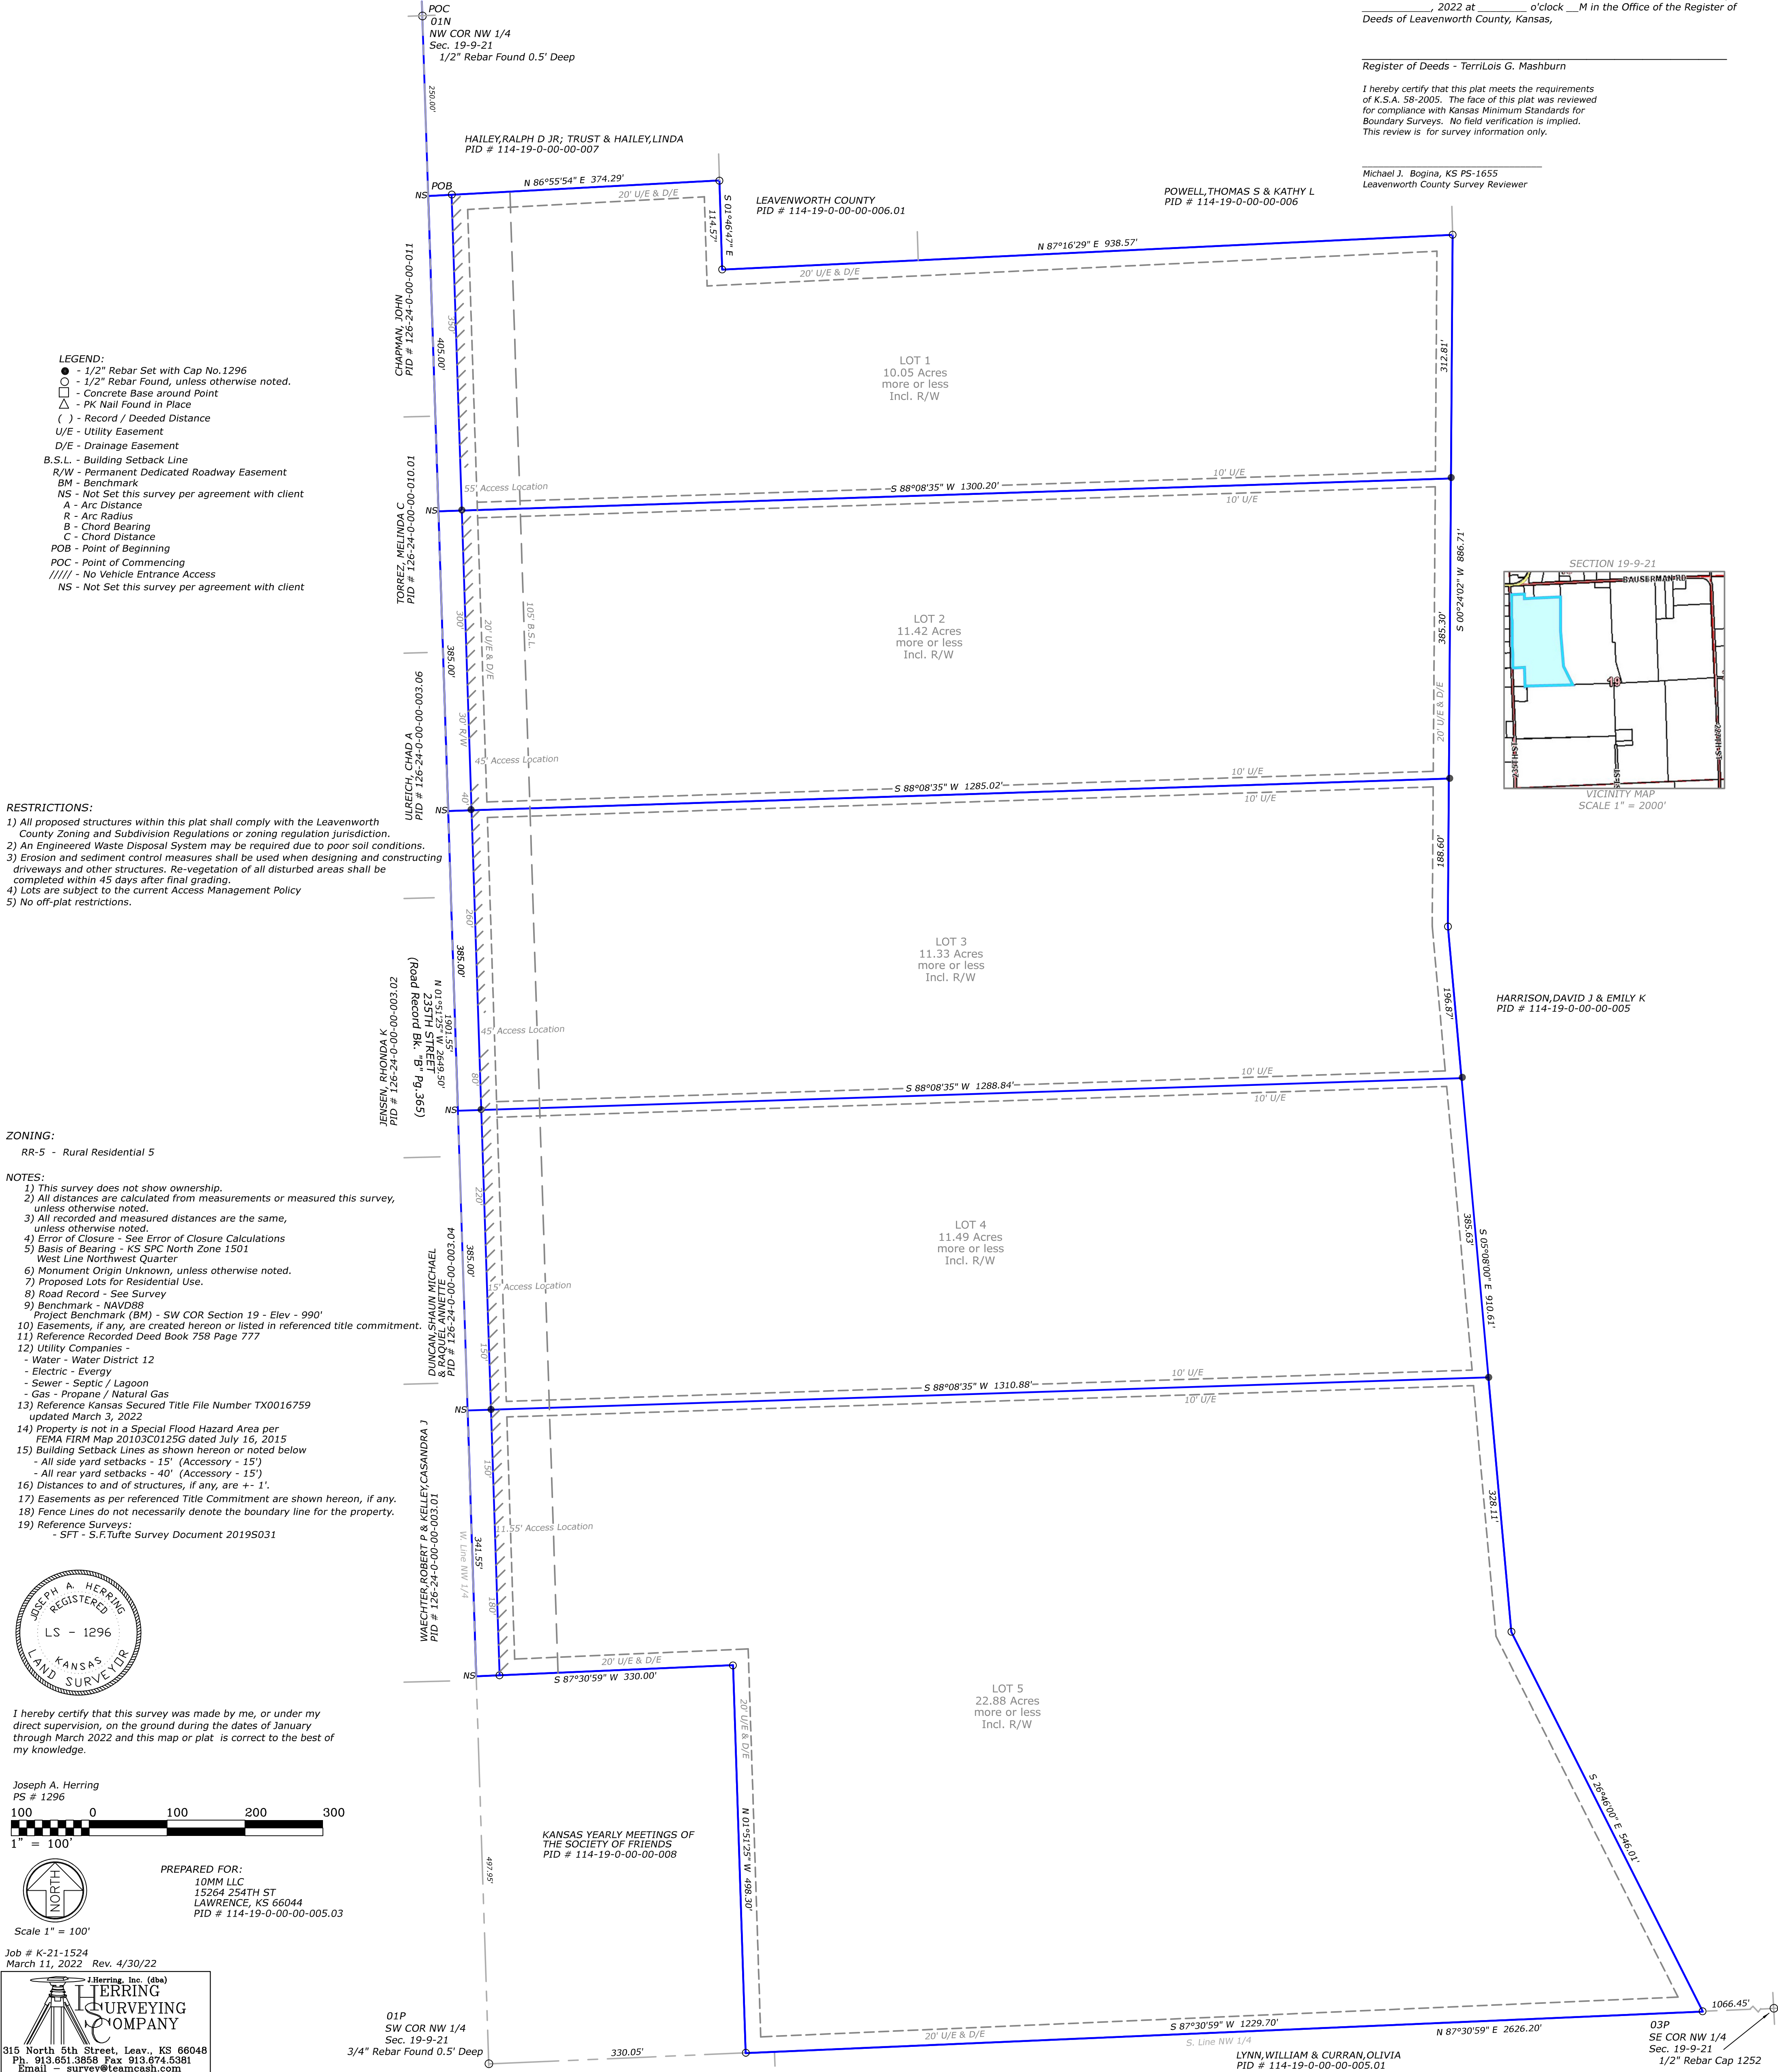 POC
01N
NW COR NW 1/4
Sec. 19-9-21
1/2" Rebar Found 0.5' Deep
250.00'
____________, 2022 at ________ o'clock __M in the Office of the Register of
Deeds of Leavenworth County, Kansas,
Register of Deeds - TerriLois G. Mashburn
I hereby certify that this plat meets the requirements
of K.S.A. 58-2005. The face of this plat was reviewed
for compliance with Kansas Minimum Standards for
Boundary Surveys. No field verification is implied.
This review is for survey information only.
Michael J. Bogina, KS PS-1655
Leavenworth County Survey Reviewer
HAILEY,RALPH D JR; TRUST & HAILEY,LINDA
PID # 114-19-0-00-00-007
POB
NS
N 86°55'54" E 374.29'
20' U/E & D/E
S 01°46'47" E
114.57'
LEAVENWORTH COUNTY
PID # 114-19-0-00-00-006.01
POWELL,THOMAS S & KATHY L
PID # 114-19-0-00-00-006
N 87°16'29" E 938.57'
20' U/E & D/E
CHAPMAN, JOHN
PID # 126-24-0-00-00-011
405.00'
350'
312.81'
LOT 1
10.05 Acres
more or less
Incl. R/W
LEGEND:
- 1/2" Rebar Set with Cap No.1296
- 1/2" Rebar Found, unless otherwise noted.
- Concrete Base around Point
- PK Nail Found in Place
( ) - Record / Deeded Distance
U/E - Utility Easement
D/E - Drainage Easement
B.S.L. - Building Setback Line
R/W - Permanent Dedicated Roadway Easement
BM - Benchmark
NS - Not Set this survey per agreement with client
A - Arc Distance
R - Arc Radius
B - Chord Bearing
C - Chord Distance
POB - Point of Beginning
POC - Point of Commencing
///// - No Vehicle Entrance Access
NS - Not Set this survey per agreement with client
55' Access Location
10' U/E
S 88°08'35" W 1300.20'
10' U/E
NS
TORREZ, MELINDA C
PID # 126-24-0-00-00-010.01
300'
385.00'
20' U/E & D/E
105' B.S.L.
LOT 2
11.42 Acres
more or less
Incl. R/W
385.30'
S 00°24'02" W 886.71'
20' U/E & D/E
SECTION 19-9-21
BAUSERMAN RD
19
VICINITY MAP
SCALE 1" = 2000'
ULREICH, CHAD A
PID # 126-24-0-00-00-003.06
30' R/W
45' Access Location
40'
10' U/E
S 88°08'35" W 1285.02'
10' U/E
NS
RESTRICTIONS:
1) All proposed structures within this plat shall comply with the Leavenworth
County Zoning and Subdivision Regulations or zoning regulation jurisdiction.
2) An Engineered Waste Disposal System may be required due to poor soil conditions.
3) Erosion and sediment control measures shall be used when designing and constructing
driveways and other structures. Re-vegetation of all disturbed areas shall be
completed within 45 days after final grading.
4) Lots are subject to the current Access Management Policy
5) No off-plat restrictions.
188.60'
260'
385.00'
LOT 3
11.33 Acres
more or less
Incl. R/W
196.87'
HARRISON,DAVID J & EMILY K
PID # 114-19-0-00-00-005
JENSEN, RHONDA K
PID # 126-24-0-00-00-003.02
(Road Record Bk. "B" Pg.365)
235TH STREET
N 01°51'25" W 2649.50'
1901.55'
45' Access Location
80'
10' U/E
S 88°08'35" W 1288.84'
10' U/E
NS
ZONING:
RR-5 - Rural Residential 5
NOTES:
1) This survey does not show ownership.
2) All distances are calculated from measurements or measured this survey,
unless otherwise noted.
3) All recorded and measured distances are the same,
unless otherwise noted.
4) Error of Closure - See Error of Closure Calculations
5) Basis of Bearing - KS SPC North Zone 1501
West Line Northwest Quarter
6) Monument Origin Unknown, unless otherwise noted.
7) Proposed Lots for Residential Use.
8) Road Record - See Survey
9) Benchmark - NAVD88
Project Benchmark (BM) - SW COR Section 19 - Elev - 990'
10) Easements, if any, are created hereon or listed in referenced title commitment.
11) Reference Recorded Deed Book 758 Page 777
12) Utility Companies -
- Water - Water District 12
- Electric - Evergy
- Sewer - Septic / Lagoon
- Gas - Propane / Natural Gas
13) Reference Kansas Secured Title File Number TX0016759
updated March 3, 2022
14) Property is not in a Special Flood Hazard Area per
FEMA FIRM Map 20103C0125G dated July 16, 2015
15) Building Setback Lines as shown hereon or noted below
- All side yard setbacks - 15' (Accessory - 15')
- All rear yard setbacks - 40' (Accessory - 15')
16) Distances to and of structures, if any, are +- 1'.
17) Easements as per referenced Title Commitment are shown hereon, if any.
18) Fence Lines do not necessarily denote the boundary line for the property.
19) Reference Surveys:
- SFT - S.F.Tufte Survey Document 2019S031
DUNCAN,SHAUN MICHAEL
& RAQUEL ANNETTE
PID # 126-24-0-00-00-003.04
220'
385.00'
15' Access Location
150'
LOT 4
11.49 Acres
more or less
Incl. R/W
385.63'
S 05°08'00" E 910.61'
10' U/E
S 88°08'35" W 1310.88'
10' U/E
NS
WAECHTER,ROBERT P & KELLEY,CASANDRA J
PID # 126-24-0-00-00-003.01
W. Line NW 1/4
341.55'
150'
11.55' Access Location
180'
328.11'
JOSEPH A. HERRING
REGISTERED
LS - 1296
KANSAS
LAND SURVEYOR
NS
20' U/E & D/E
S 87°30'59" W 330.00'
20' U/E & D/E
N 01°51'25" W 498.30'
LOT 5
22.88 Acres
more or less
Incl. R/W
S 26°46'00" E 546.01'
I hereby certify that this survey was made by me, or under my
direct supervision, on the ground during the dates of January
through March 2022 and this map or plat is correct to the best of
my knowledge.
Joseph A. Herring
PS # 1296
100 0 100 200 300
1" = 100'
NORTH
Scale 1" = 100'
PREPARED FOR:
10MM LLC
15264 254TH ST
LAWRENCE, KS 66044
PID # 114-19-0-00-00-005.03
KANSAS YEARLY MEETINGS OF
THE SOCIETY OF FRIENDS
PID # 114-19-0-00-00-008
497.95'
Job # K-21-1524
March 11, 2022 Rev. 4/30/22
J.Herring, Inc. (dba)
HERRING
SURVEYING
COMPANY
315 North 5th Street, Leav., KS 66048
Ph. 913.651.3858 Fax 913.674.5381
Email - survey@teamcash.com
01P
SW COR NW 1/4
Sec. 19-9-21
3/4" Rebar Found 0.5' Deep
330.05'
20' U/E & D/E
S 87°30'59" W 1229.70'
S. Line NW 1/4
N 87°30'59" E 2626.20'
LYNN,WILLIAM & CURRAN,OLIVIA
PID # 114-19-0-00-00-005.01
1066.45'
03P
SE COR NW 1/4
Sec. 19-9-21
1/2" Rebar Cap 1252